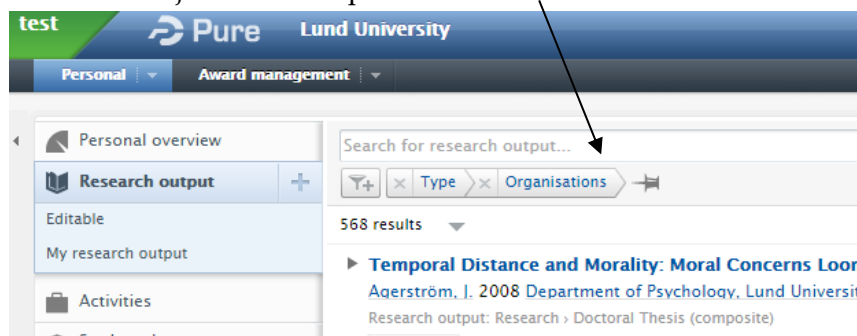 test
Pure Lund University
Personal Award management
Personal overview
Search for research output...
Research output
Type Organisations
Editable
568 results
My research output
Temporal Distance and Morality: Moral Concerns Loor
Agerström, J. 2008 Department of Psychology, Lund Universit
Activities
Research output: Research › Doctoral Thesis (composite)